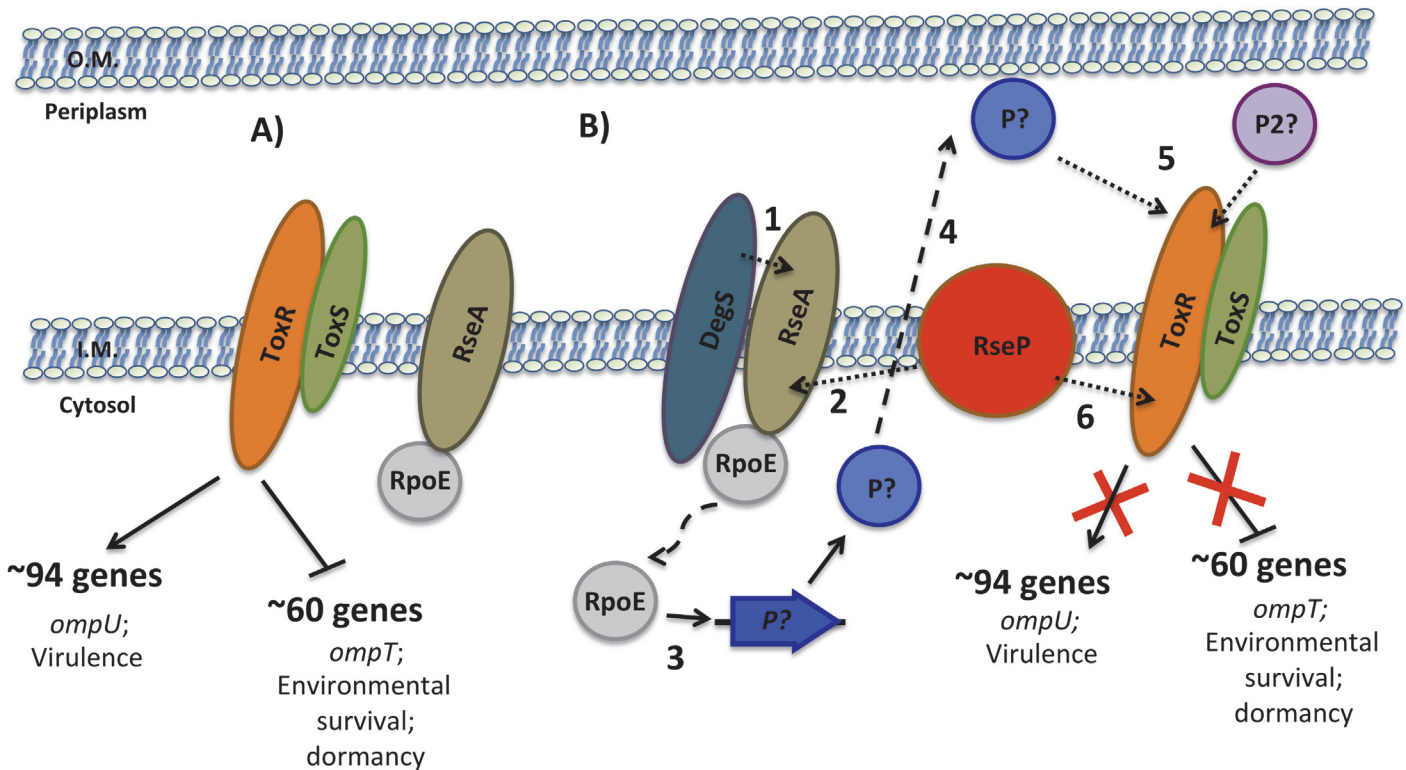 O.M.
Periplasm
A)
B)
P?
P2?
5
1
4
ToxR
ToxS
RseA
DegS
RseA
RseP
ToxR
ToxS
I.M.
Cytosol
2
6
RpoE
RpoE
P?
~94 genes
ompU;
Virulence
~60 genes
ompT;
Environmental
survival;
dormancy
RpoE
3
P?
~94 genes
ompU;
Virulence
~60 genes
ompT;
Environmental
survival;
dormancy